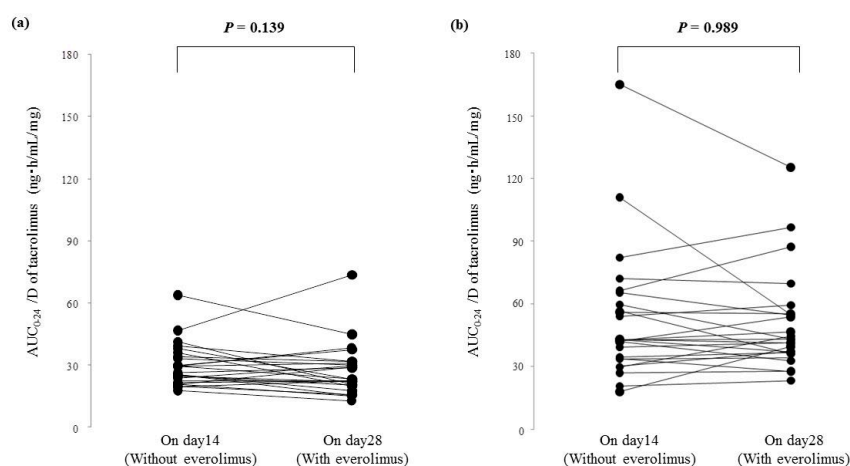 (a)
P = 0.139
180
150
120
90
60
30
0
AUC0-24 /D of tacrolimus (ng・h/mL/mg)
On day14
(Without everolimus)
On day28
(With everolimus)
(b)
P = 0.989
180
150
120
90
60
30
0
AUC0-24 /D of tacrolimus (ng・h/mL/mg)
On day14
(Without everolimus)
On day28
(With everolimus)